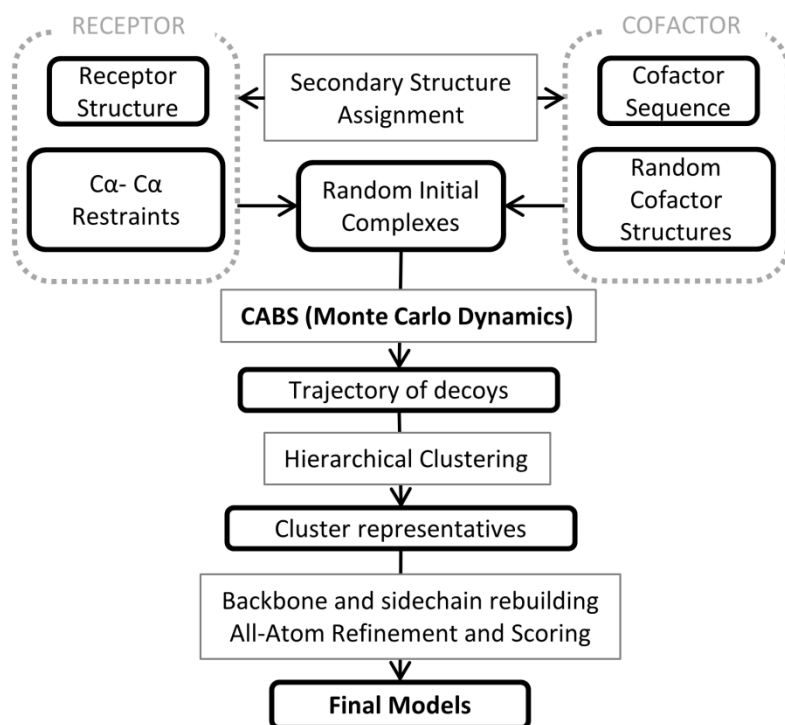 RECEPTOR
COFACTOR
Receptor
Structure
Secondary Structure
Assignment
Cofactor
Sequence
Cα- Cα
Restraints
Random Initial
Complexes
Random
Cofactor
Structures
CABS (Monte Carlo Dynamics)
Trajectory of decoys
Hierarchical Clustering
Cluster representatives
Backbone and sidechain rebuilding
All-Atom Refinement and Scoring
Final Models